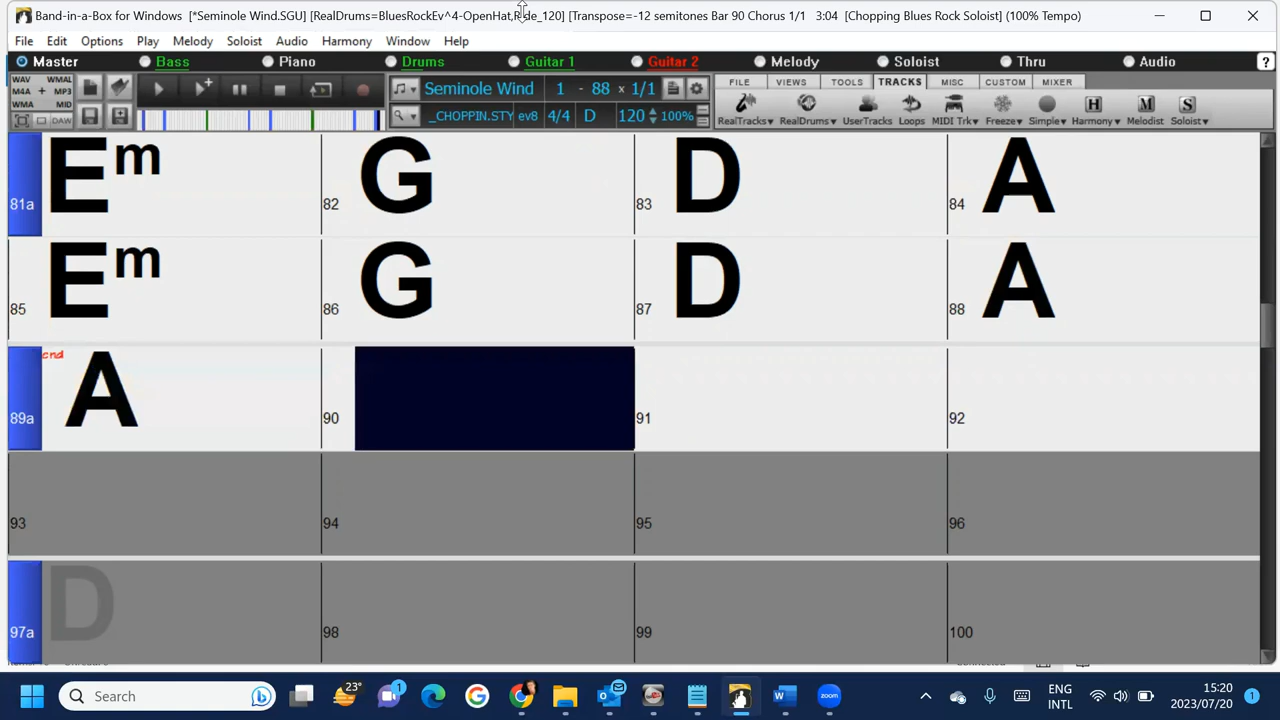 Band-in-a-Box for Windows [*Seminole Wind.SGU] [RealDrums=BluesRockEv^4-OpenHat,Ride_120] [Transpose=-12 semitones Bar 90 Chorus 1/1 3:04 [Chopping Blues Rock Soloist] (100% Tempo)
File Edit Options Play Melody Soloist Audio Harmony Window Help
Master Bass Piano Drums Guitar 1 Guitar 2 Melody Soloist Thru Audio ?
WAV WMAL
M4A + MP3
WMA MID
DAW
Seminole Wind 1 - 88 x 1/1
_CHOPPIN.STY ev8 4/4 D 120 100%
FILE VIEWS TOOLS TRACKS MISC CUSTOM MIXER
H M S
RealTracks RealDrums UserTracks Loops MIDI Trk Freeze Simple Harmony Melodist Soloist
81a Em 82 G 83 D 84 A
85 Em 86 G 87 D 88 A
end
89a A 90 91 92
93 94 95 96
97a D 98 99 100
Search 23° 1 zoom ENG INTL 15:20 2023/07/20 1